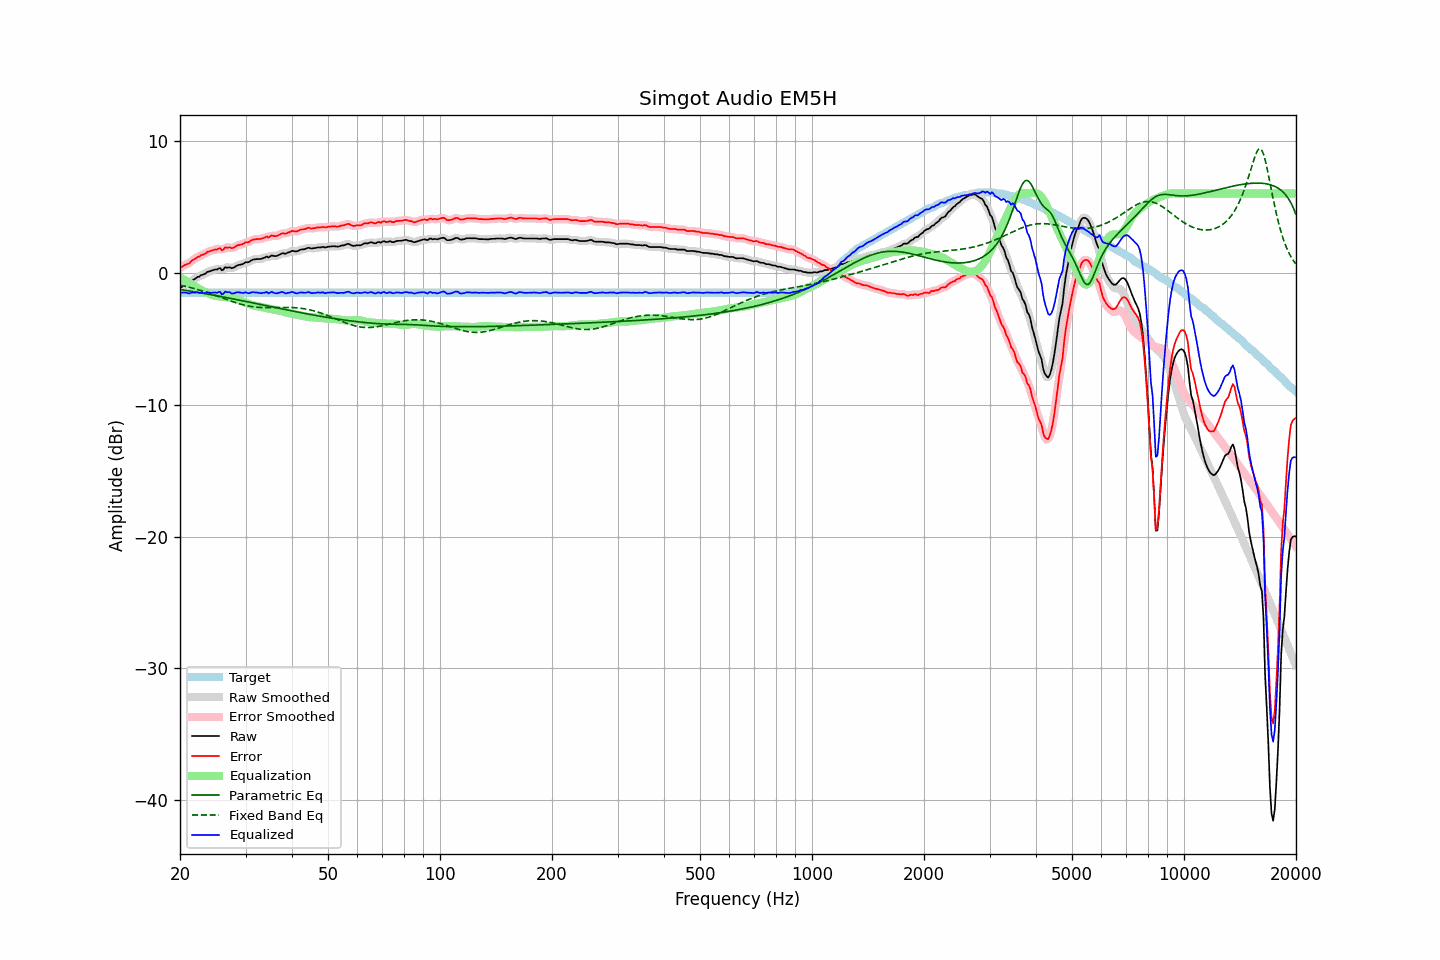 Simgot Audio EM5H
Amplitude (dBr)
10
0
−10
−20
−30
−40
Target
Raw Smoothed
Error Smoothed
Raw
Error
Equalization
Parametric Eq
Fixed Band Eq
Equalized
20 50 100 200 500 1000 2000 5000 10000 20000
Frequency (Hz)